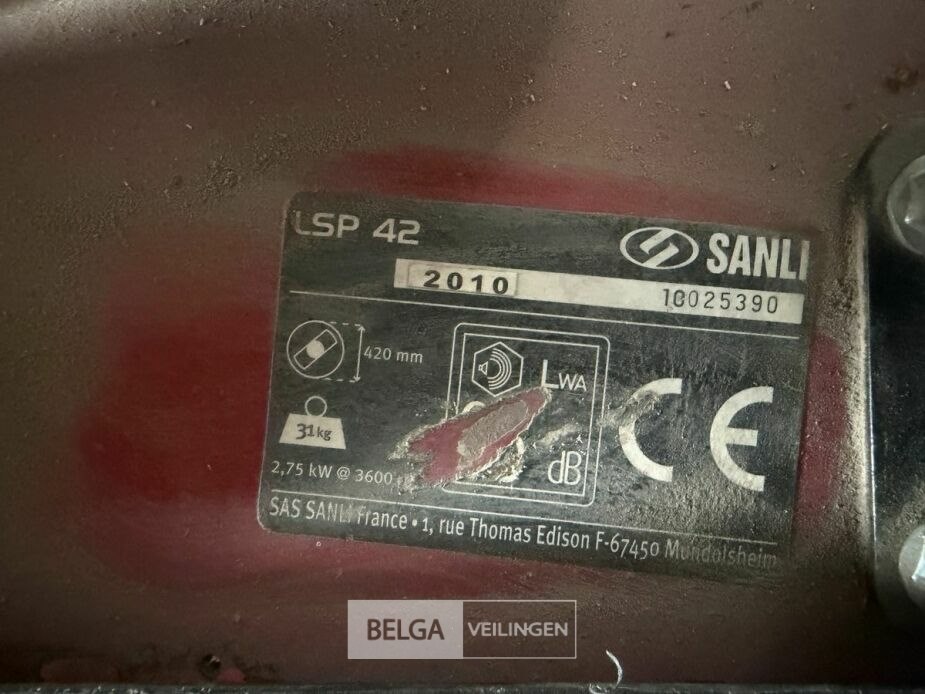 LSP 42
SANLI
2010
10025390
420 mm
LWA
31kg
dB
CE
2,75 kW @ 3600
SAS SANLI France • 1, rue Thomas Edison F-67450 Mundolsheim
BELGA VEILINGEN